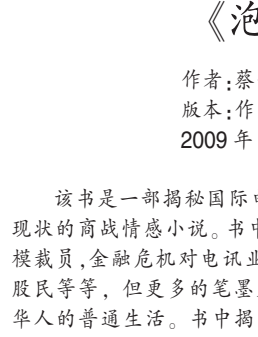 《泡
作者:蔡
版本:作
2009 年
该书是一部揭秘国际
现状的商战情感小说。书中
模裁员,金融危机对电讯业
股民等等，但更多的笔墨
华人的普通生活。书中揭